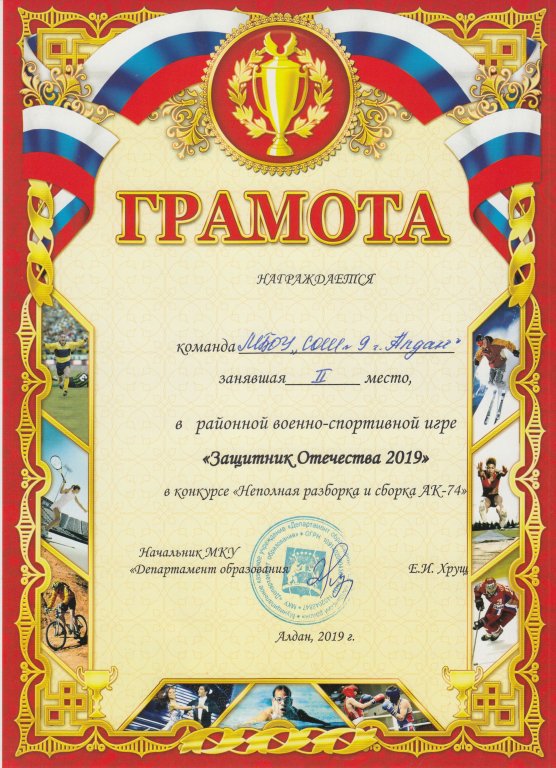 ГРАМОТА
НАГРАЖДАЕТСЯ
команда МБОУ „СОШ № 9 г. Алдан"
занявшая II место,
в районной военно-спортивной игре
«Защитник Отечества 2019»
в конкурсе «Неполная разборка и сборка АК-74»
Начальник МКУ
«Департамент образования
Е.И. Хрущ
Алдан, 2019 г.